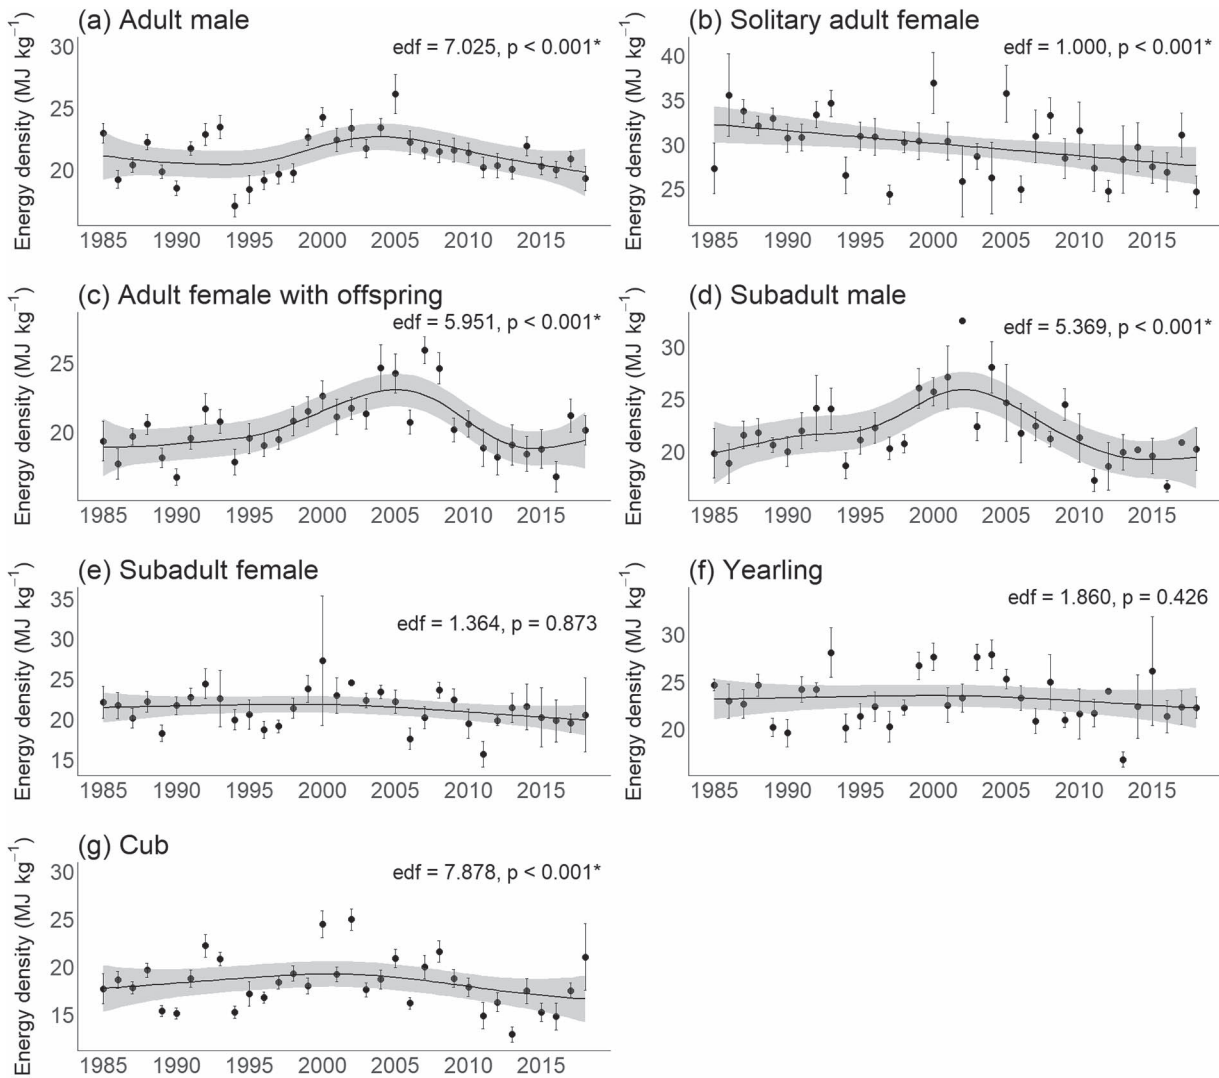 (a) Adult male
edf = 7.025, p < 0.001*
Energy density (MJ kg⁻¹)
30
25
20
1985 1990 1995 2000 2005 2010 2015
(b) Solitary adult female
edf = 1.000, p < 0.001*
Energy density (MJ kg⁻¹)
40
35
30
25
1985 1990 1995 2000 2005 2010 2015
(c) Adult female with offspring
edf = 5.951, p < 0.001*
Energy density (MJ kg⁻¹)
25
20
1985 1990 1995 2000 2005 2010 2015
(d) Subadult male
edf = 5.369, p < 0.001*
Energy density (MJ kg⁻¹)
30
25
20
1985 1990 1995 2000 2005 2010 2015
(e) Subadult female
edf = 1.364, p = 0.873
Energy density (MJ kg⁻¹)
35
30
25
20
15
1985 1990 1995 2000 2005 2010 2015
(f) Yearling
edf = 1.860, p = 0.426
Energy density (MJ kg⁻¹)
30
25
20
1985 1990 1995 2000 2005 2010 2015
(g) Cub
edf = 7.878, p < 0.001*
Energy density (MJ kg⁻¹)
30
25
20
15
1985 1990 1995 2000 2005 2010 2015